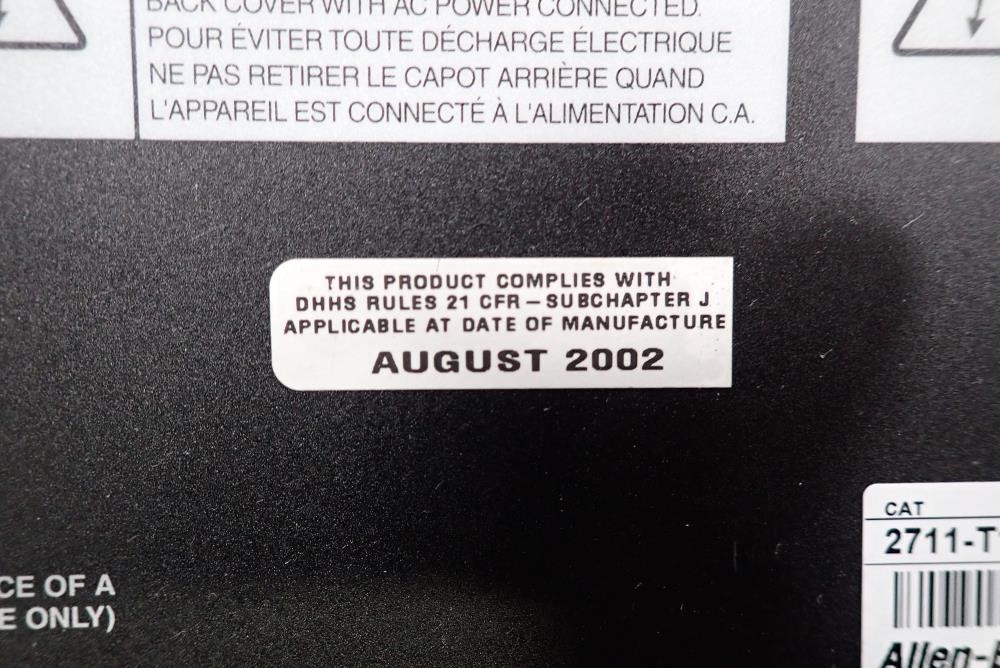 BACK COVER WITH AC POWER CONNECTED.
POUR ÉVITER TOUTE DÉCHARGE ÉLECTRIQUE
NE PAS RETIRER LE CAPOT ARRIÈRE QUAND
L'APPAREIL EST CONNECTÉ À L'ALIMENTATION C.A.
THIS PRODUCT COMPLIES WITH
DHHS RULES 21 CFR – SUBCHAPTER J
APPLICABLE AT DATE OF MANUFACTURE
AUGUST 2002
CAT
2711-T
OF A
ONLY)
Allen-